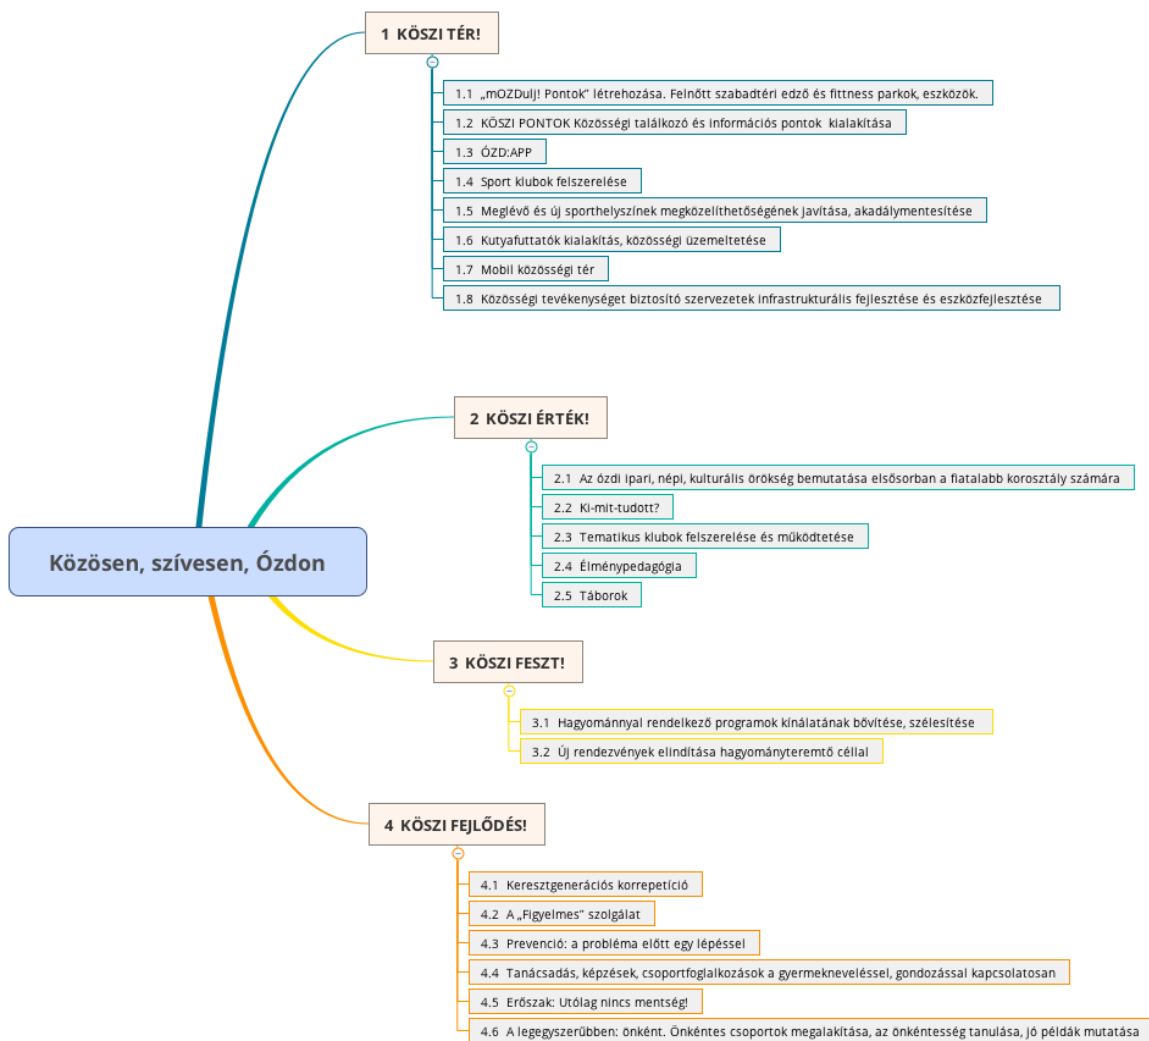 1 KÖSZI TÉR!
1.1 „mOZDulj! Pontok” létrehozása. Felnőtt szabadtéri edző és fittness parkok, eszközök.
1.2 KÖSZI PONTOK Közösségi találkozó és információs pontok kialakítása
1.3 ÓZD:APP
1.4 Sport klubok felszerelése
1.5 Meglévő és új sporthelyszínek megközelíthetőségének javítása, akadálymentesítése
1.6 Kutyafuttatók kialakítás, közösségi üzemeltetése
1.7 Mobil közösségi tér
1.8 Közösségi tevékenységet biztosító szervezetek infrastrukturális fejlesztése és eszközfejlesztése
2 KÖSZI ÉRTÉK!
2.1 Az ózdi ipari, népi, kulturális örökség bemutatása elsősorban a fiatalabb korosztály számára
2.2 Ki-mit-tudott?
2.3 Tematikus klubok felszerelése és működtetése
2.4 Élménypedagógia
2.5 Táborok
Közösen, szívesen, Ózdon
3 KÖSZI FESZT!
3.1 Hagyománnyal rendelkező programok kínálatának bővítése, szélesítése
3.2 Új rendezvények elindítása hagyományteremtő céllal
4 KÖSZI FEJLŐDÉS!
4.1 Keresztgenerációs korrepetíció
4.2 A „Figyelmes” szolgálat
4.3 Prevenció: a probléma előtt egy lépéssel
4.4 Tanácsadás, képzések, csoportfoglalkozások a gyermekneveléssel, gondozással kapcsolatosan
4.5 Erőszak: Utólag nincs mentség!
4.6 A legegyszerűbben: önként. Önkéntes csoportok megalakítása, az önkéntesség tanulása, jó példák mutatása